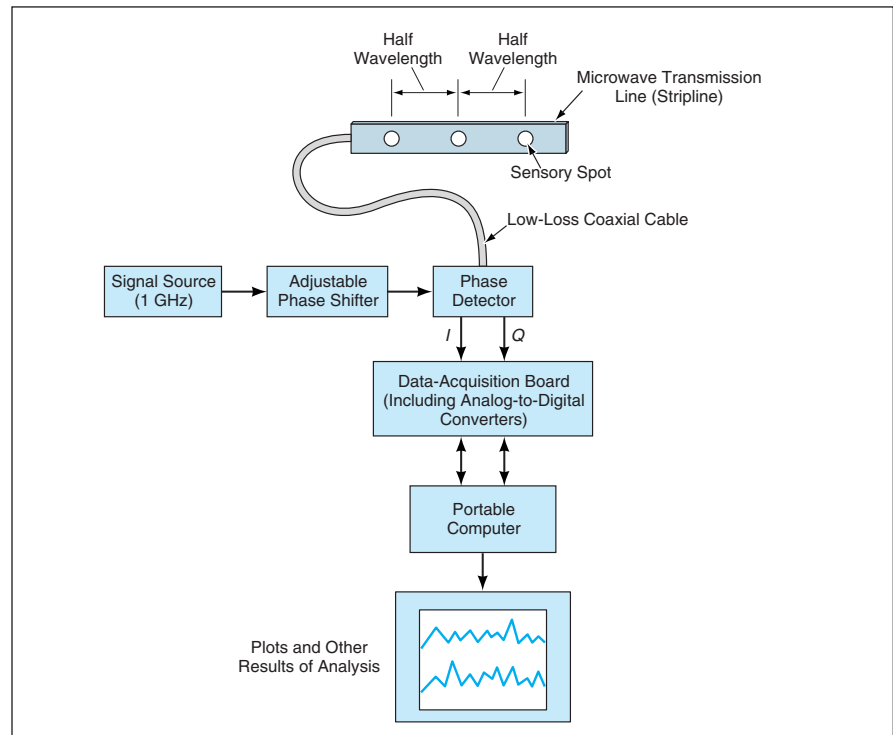 Half
Wavelength
Half
Wavelength
Microwave Transmission
Line (Stripline)
Sensory Spot
Low-Loss Coaxial Cable
Signal Source
(1 GHz)
Adjustable
Phase Shifter
Phase
Detector
I
Q
Data-Acquisition Board
(Including Analog-to-Digital
Converters)
Portable
Computer
Plots and Other
Results of Analysis